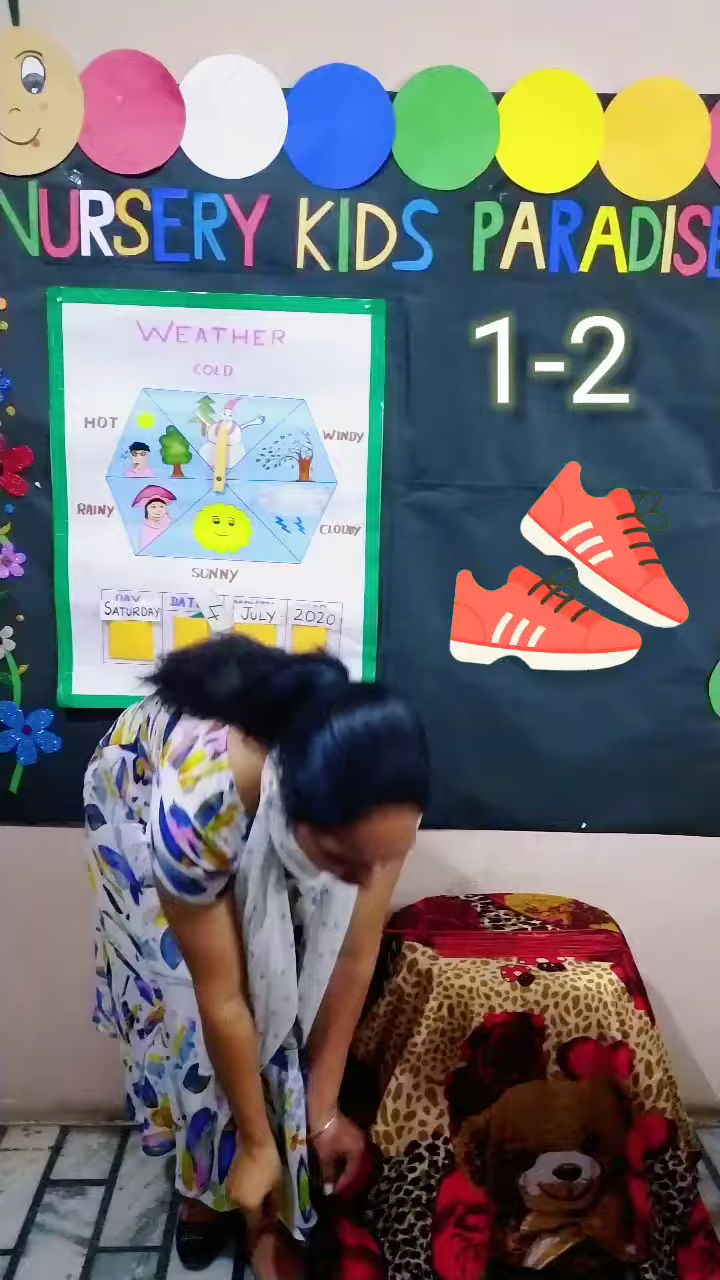 NURSERY KIDS PARADISE
1-2
WEATHER
COLD
HOT
WINDY
RAINY
CLOUDY
SUNNY
DAY
SATURDAY JULY 2020